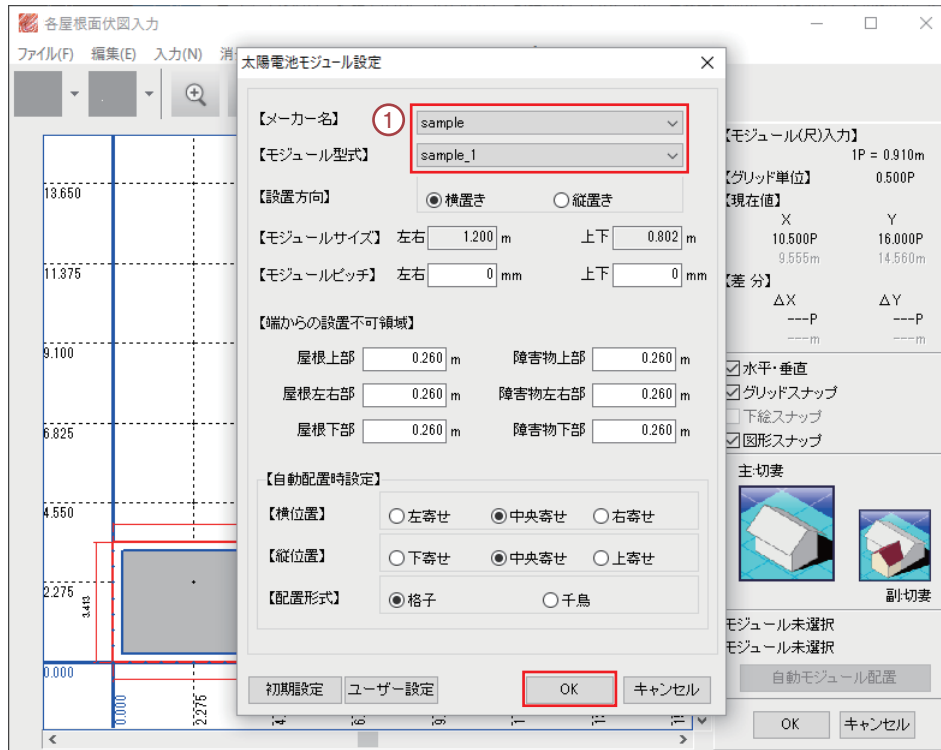 各屋根面伏図入力
ファイル(F) 編集(E) 入力(N)
太陽電池モジュール設定
【メーカー名】 ① sample
【モジュール型式】 sample_1
【設置方向】 横置き 縦置き
【モジュールサイズ】 左右 1.200 m 上下 0.802 m
【モジュールピッチ】 左右 0 mm 上下 0 mm
【端からの設置不可領域】
屋根上部 0.260 m 障害物上部 0.260 m
屋根左右部 0.260 m 障害物左右部 0.260 m
屋根下部 0.260 m 障害物下部 0.260 m
【自動配置時設定】
【横位置】 左寄せ 中央寄せ 右寄せ
【縦位置】 下寄せ 中央寄せ 上寄せ
【配置形式】 格子 千鳥
初期設定 ユーザー設定 OK キャンセル
13.650
11.375
9.100
6.825
4.550
2.275
3.413
0.000
0.000
2.275
【モジュール(尺)入力】
1P = 0.910m
【グリッド単位】 0.500P
【現在値】
X Y
10.500P 16.000P
9.555m 14.560m
【差 分】
ΔX ΔY
---P ---P
---m ---m
水平・垂直
グリッドスナップ
下絵スナップ
図形スナップ
主:切妻
副:切妻
モジュール未選択
モジュール未選択
自動モジュール配置
OK キャンセル